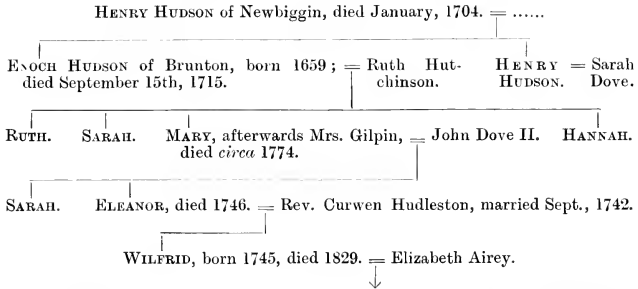 HENRY HUDSON of Newbiggin, died January, 1704. = ......
ENOCH HUDSON of Brunton, born 1659; = Ruth Hut- HENRY = Sarah
died September 15th, 1715. chinson. HUDSON. Dove.
RUTH. SARAH. MARY, afterwards Mrs. Gilpin, = John Dove II. HANNAH.
died circa 1774.
SARAH. ELEANOR, died 1746. = Rev. Curwen Hudleston, married Sept., 1742.
WILFRID, born 1745, died 1829. = Elizabeth Airey.